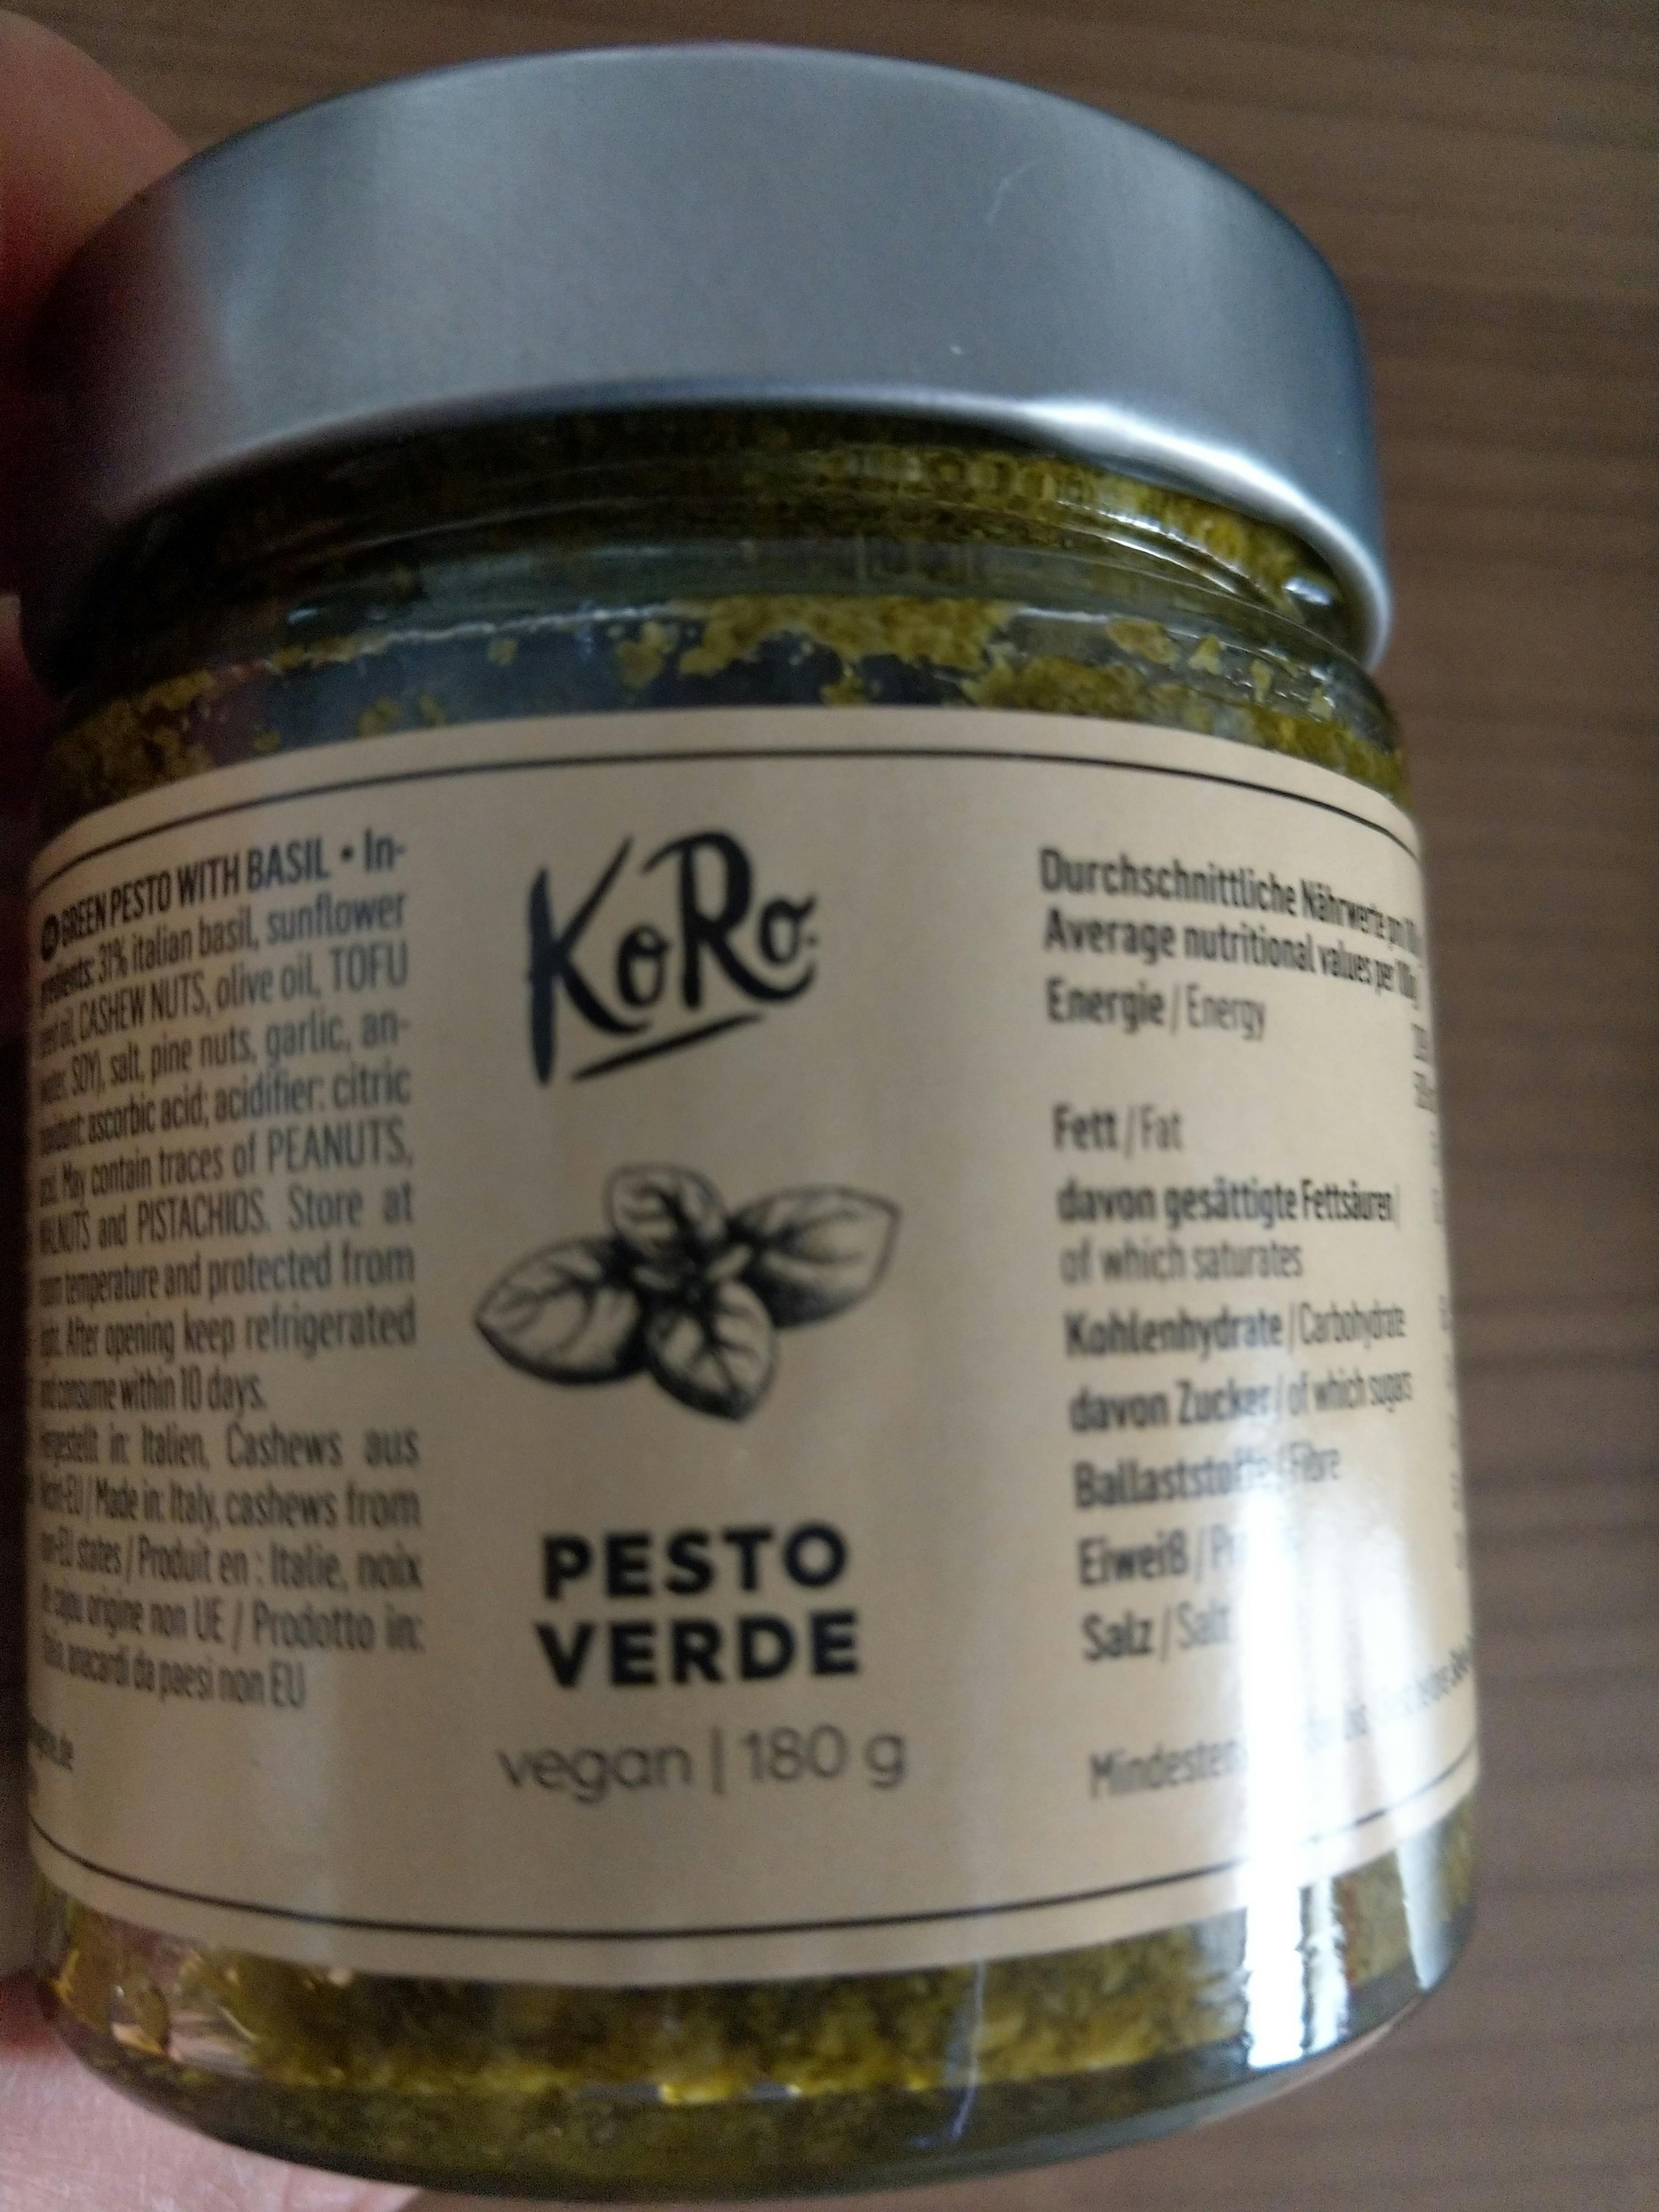 GREEN PESTO WITH BASIL • In-
gredients: 31% italian basil, sunflower
seed oil, CASHEW NUTS, olive oil, TOFU
(water, SOY), salt, pine nuts, garlic, an-
tioxidant: ascorbic acid; acidifier: citric
acid. May contain traces of PEANUTS,
WALNUTS and PISTACHIOS. Store at
room temperature and protected from
light. After opening keep refrigerated
and consume within 10 days.
Hergestellt in: Italien, Cashews aus
Nicht-EU / Made in: Italy, cashews from
non-EU states / Produit en : Italie, noix
de cajou origine non UE / Prodotto in:
Italia, anacardi da paesi non EU
KoRo
PESTO
VERDE
vegan | 180 g
Durchschnittliche Nährwerte pro 100g
Average nutritional values per 100g
Energie / Energy
Fett / Fat
davon gesättigte Fettsäuren /
of which saturates
Kohlenhydrate / Carbohydrate
davon Zucker / of which sugars
Ballaststoffe / Fibre
Eiweiß /
Salz / Salt